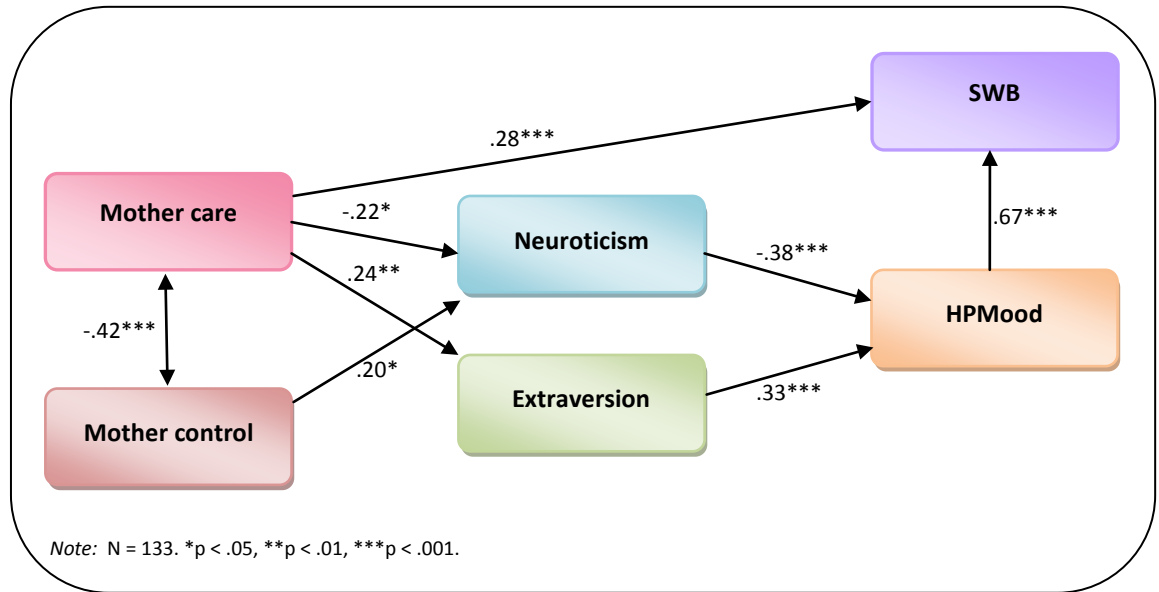 SWB
.28***
Mother care
-.22*
Neuroticism
.67***
-.38***
.24**
HPMood
-.42***
.20*
Extraversion
.33***
Mother control
Note: N = 133. *p < .05, **p < .01, ***p < .001.